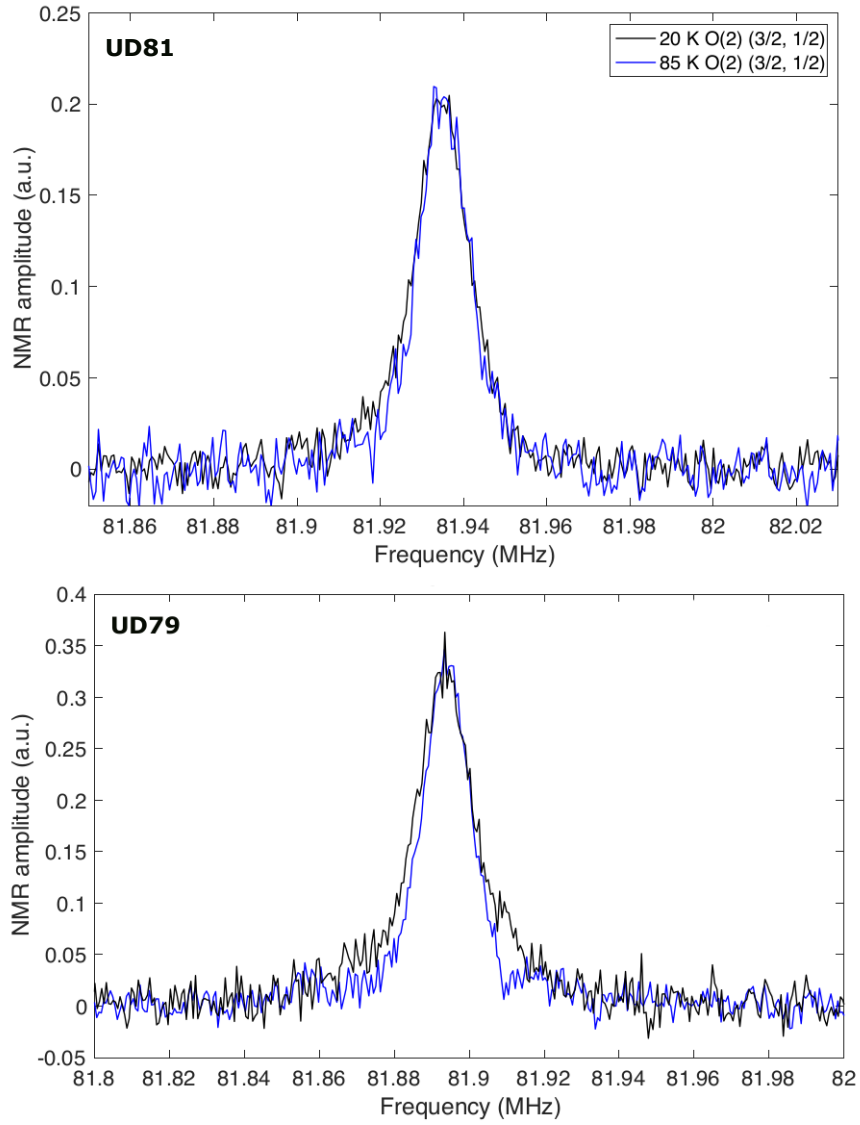 UD81
20 K O(2) (3/2, 1/2)
85 K O(2) (3/2, 1/2)
0.25
0.2
0.15
0.1
0.05
0
NMR amplitude (a.u.)
81.86 81.88 81.9 81.92 81.94 81.96 81.98 82 82.02
Frequency (MHz)
UD79
0.4
0.35
0.3
0.25
0.2
0.15
0.1
0.05
0
-0.05
NMR amplitude (a.u.)
81.8 81.82 81.84 81.86 81.88 81.9 81.92 81.94 81.96 81.98 82
Frequency (MHz)